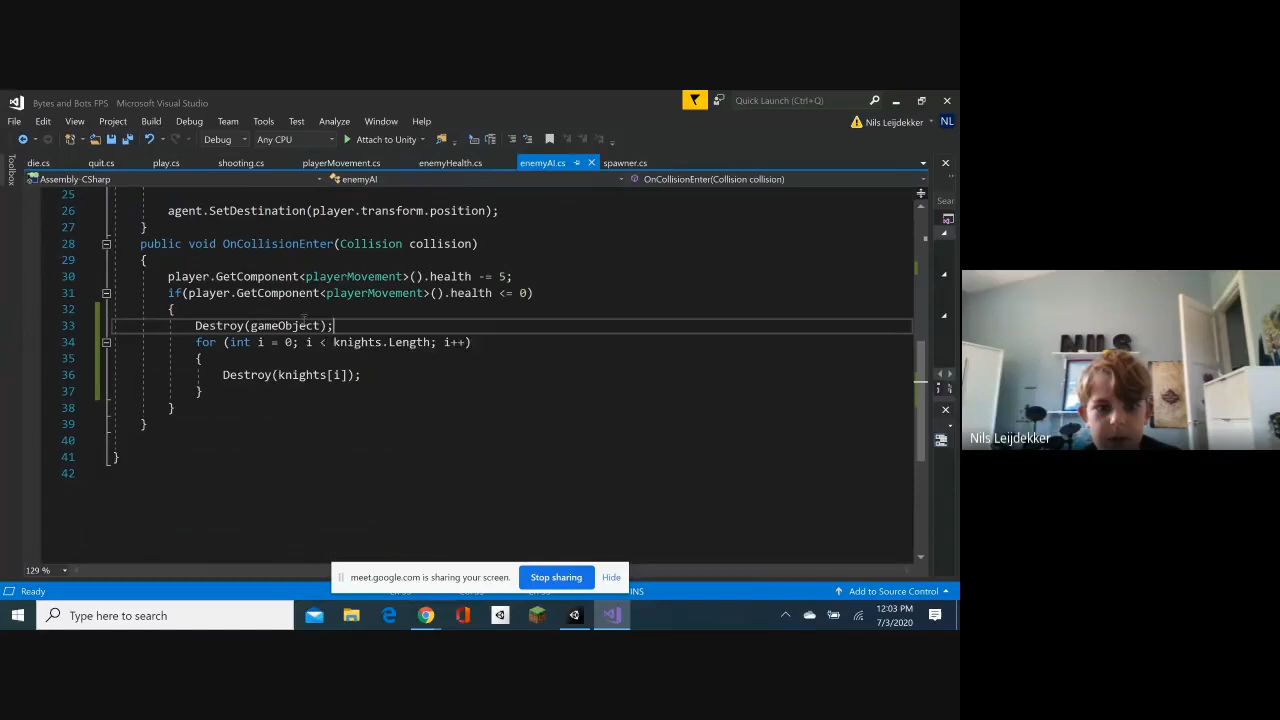 Bytes and Bots FPS Microsoft Visual Studio
Quick Launch (Ctrl+Q)
File Edit View Project Build Debug Team Tools Test Analyze Window Help
Nils Leijdekker NL
Debug Any CPU Attach to Unity
Toolbox
die.cs quit.cs play.cs shooting.cs playerMovement.cs enemyHealth.cs enemyAI.cs spawner.cs
Assembly-CSharp enemyAI OnCollisionEnter(Collision collision)
Sear
25
26 agent.SetDestination(player.transform.position);
27 }
28 public void OnCollisionEnter(Collision collision)
29 {
30 player.GetComponent<playerMovement>().health -= 5;
31 if(player.GetComponent<playerMovement>().health <= 0)
32 {
33 Destroy(gameObject);
34 for (int i = 0; i < knights.Length; i++)
35 {
36 Destroy(knights[i]);
37 }
38 }
39 }
40
41 }
42
129 %
meet.google.com is sharing your screen. Stop sharing Hide
Ready INS Add to Source Control
Type here to search
12:03 PM
7/3/2020
NILS
Nils Leijdekker